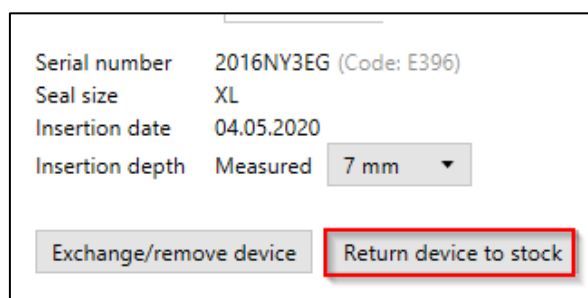 Serial number 2016NY3EG (Code: E396)
Seal size XL
Insertion date 04.05.2020
Insertion depth Measured 7 mm
Exchange/remove device Return device to stock